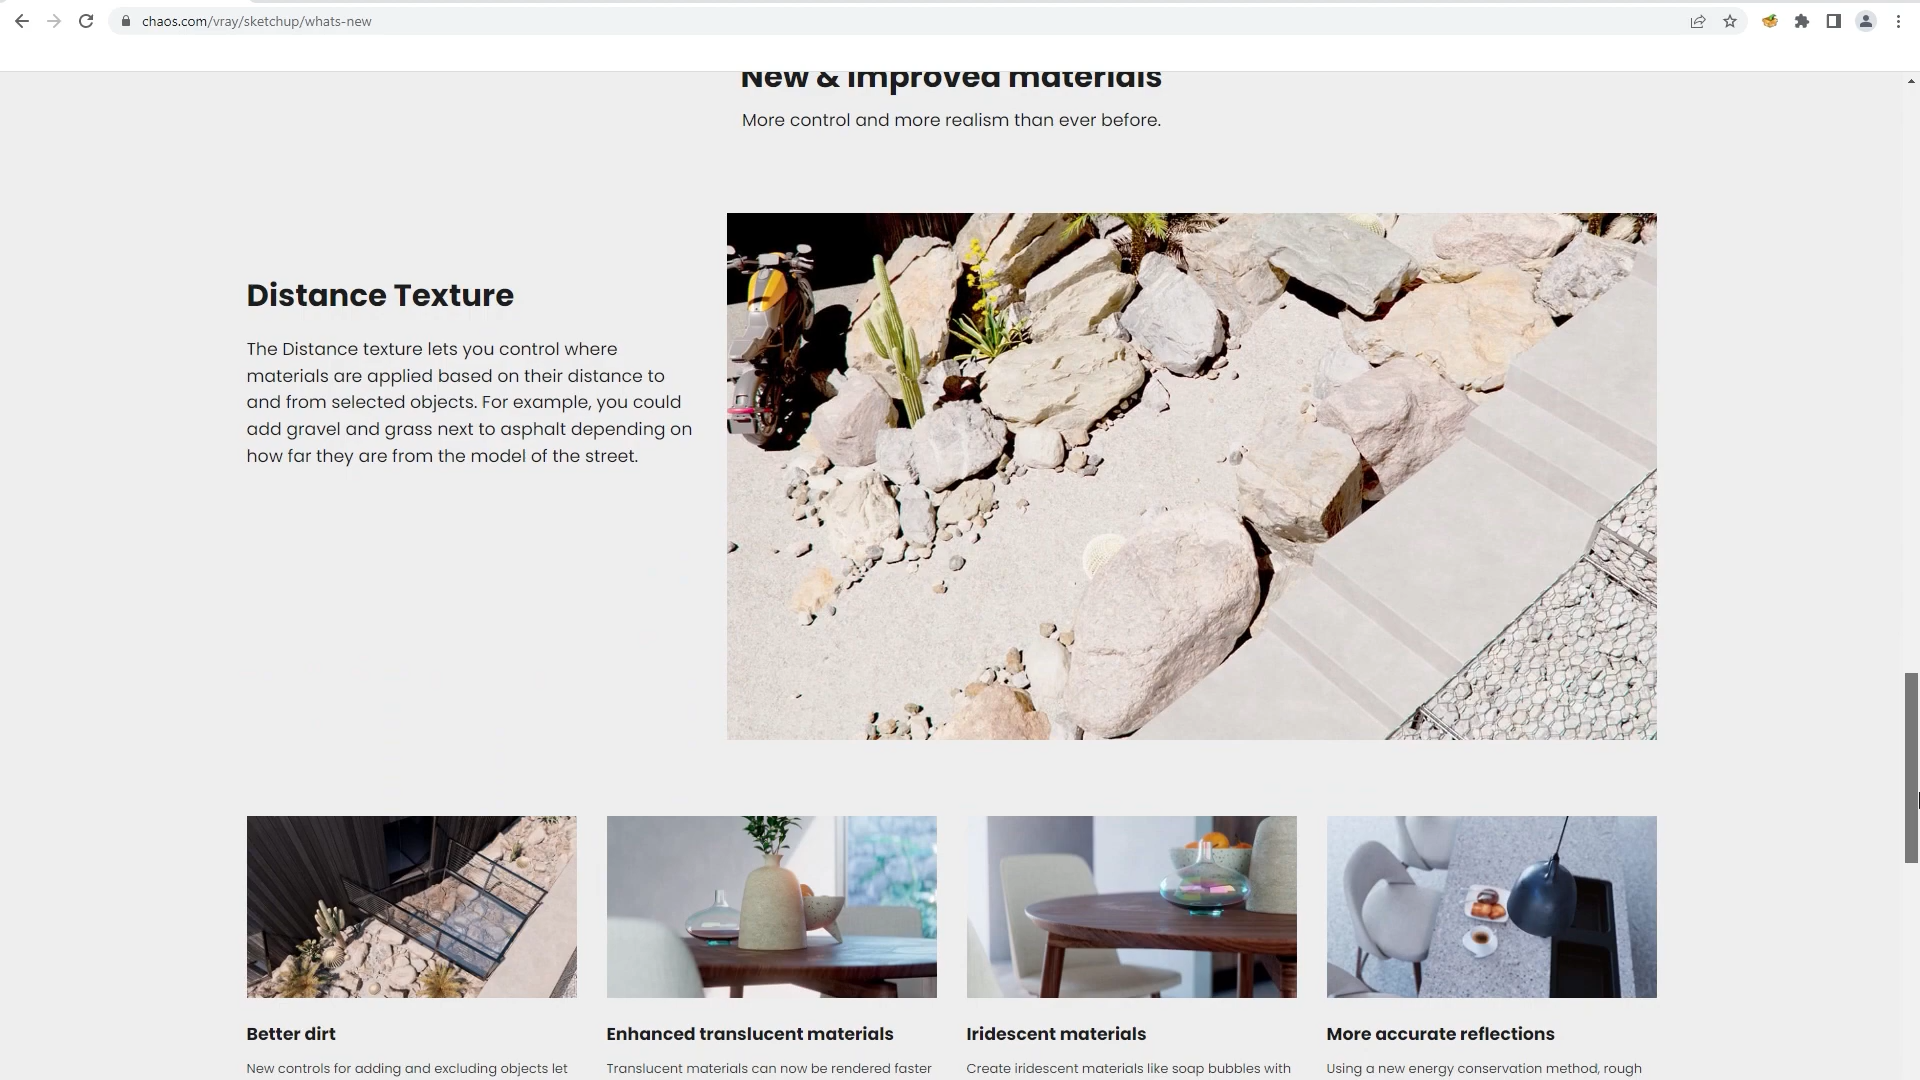 chaos.com/vray/sketchup/whats-new
New & improved materials
More control and more realism than ever before.
Distance Texture
The Distance texture lets you control where
materials are applied based on their distance to
and from selected objects. For example, you could
add gravel and grass next to asphalt depending on
how far they are from the model of the street.
Better dirt
New controls for adding and excluding objects let
Enhanced translucent materials
Translucent materials can now be rendered faster
Iridescent materials
Create iridescent materials like soap bubbles with
More accurate reflections
Using a new energy conservation method, rough